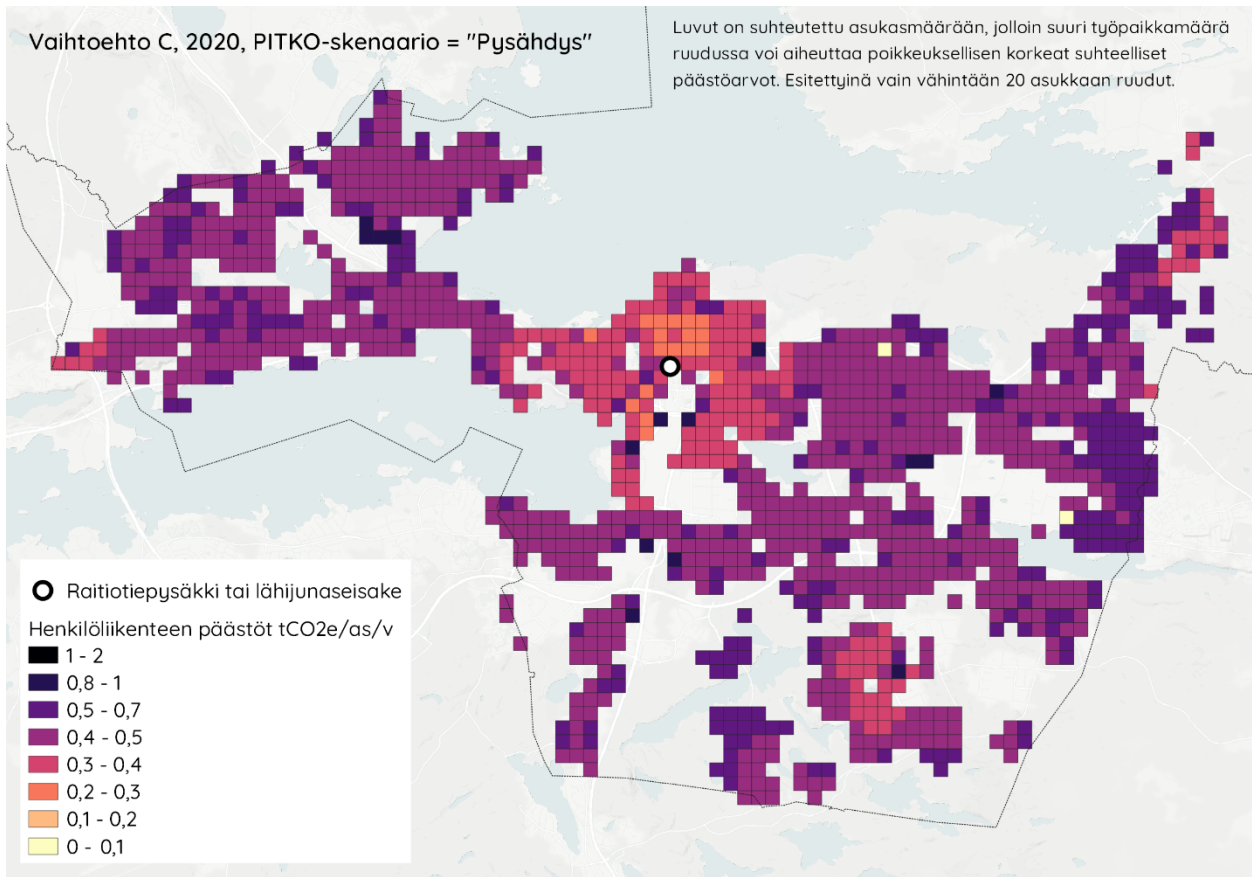 Vaihtoehto C, 2020, PITKO-skenaario = "Pysähdys"
Luvut on suhteutettu asukasmäärään, jolloin suuri työpaikkamäärä
ruudussa voi aiheuttaa poikkeuksellisen korkeat suhteelliset
päästöarvot. Esitettyinä vain vähintään 20 asukkaan ruudut.
Raitiotiepysäkki tai lähijunaseisake
Henkilöliikenteen päästöt tCO2e/as/v
1 - 2
0,8 - 1
0,5 - 0,7
0,4 - 0,5
0,3 - 0,4
0,2 - 0,3
0,1 - 0,2
0 - 0,1